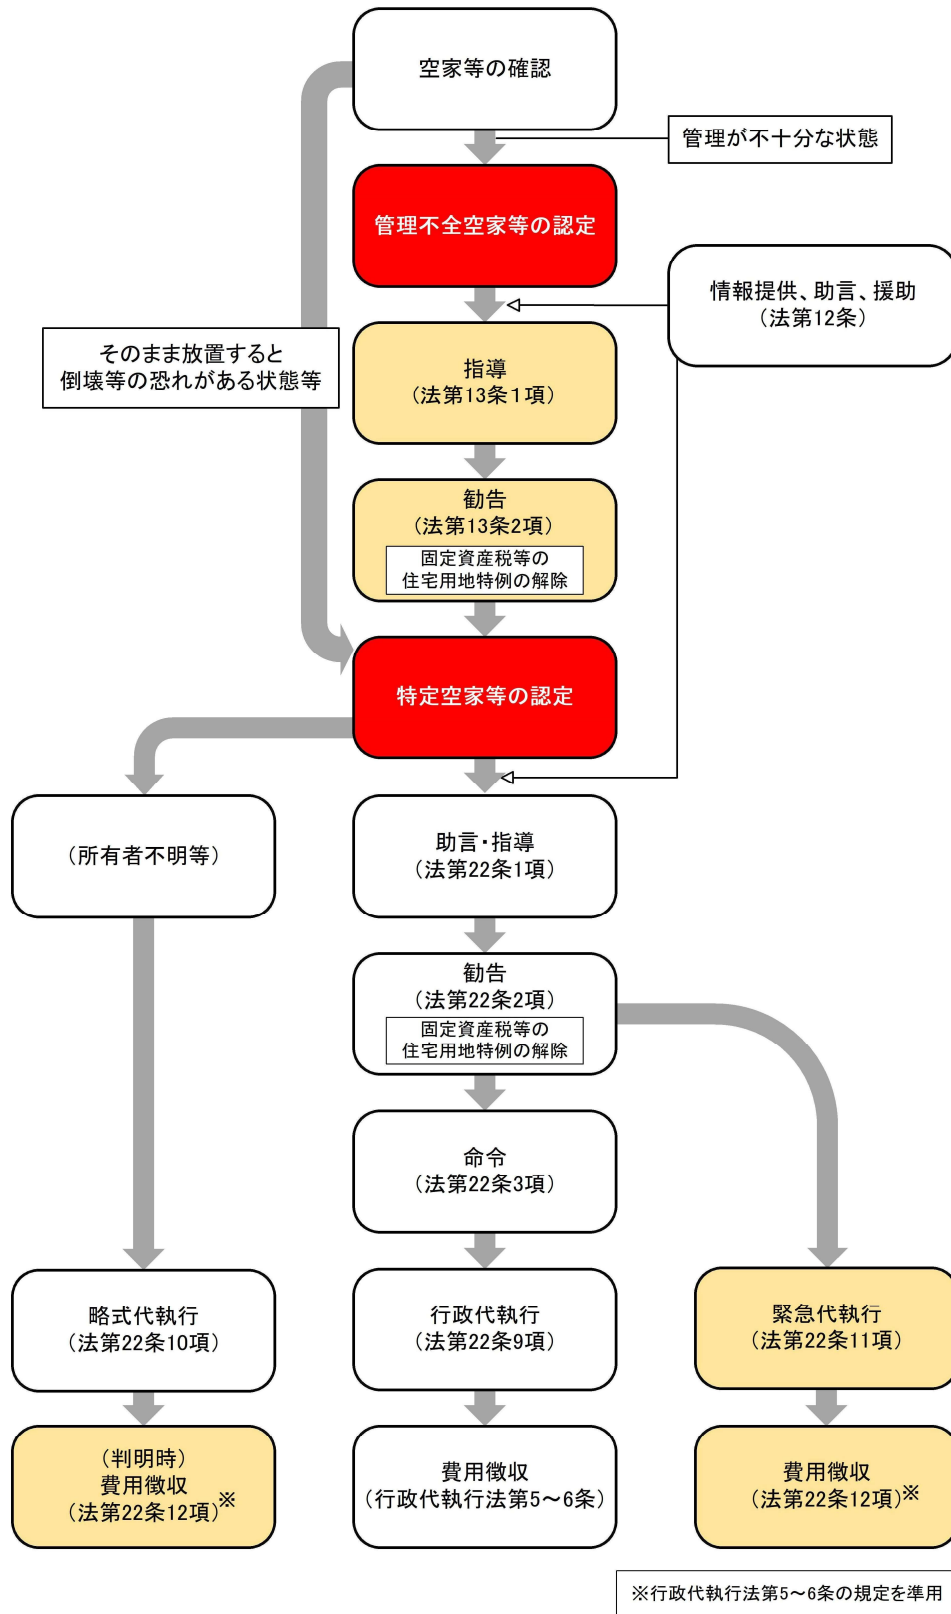 空家等の確認
管理が不十分な状態
管理不全空家等の認定
情報提供、助言、援助
（法第12条）
そのまま放置すると
倒壊等の恐れがある状態等
指導
（法第13条１項）
勧告
（法第13条2項）
固定資産税等の
住宅用地特例の解除
特定空家等の認定
（所有者不明等）
助言・指導
（法第22条1項）
勧告
（法第22条2項）
固定資産税等の
住宅用地特例の解除
命令
（法第22条3項）
略式代執行
（法第22条10項）
行政代執行
（法第22条9項）
緊急代執行
（法第22条11項）
（判明時）
費用徴収
（法第22条12項）※
費用徴収
（行政代執行法第5～6条）
費用徴収
（法第22条12項）※
※行政代執行法第5～6条の規定を準用